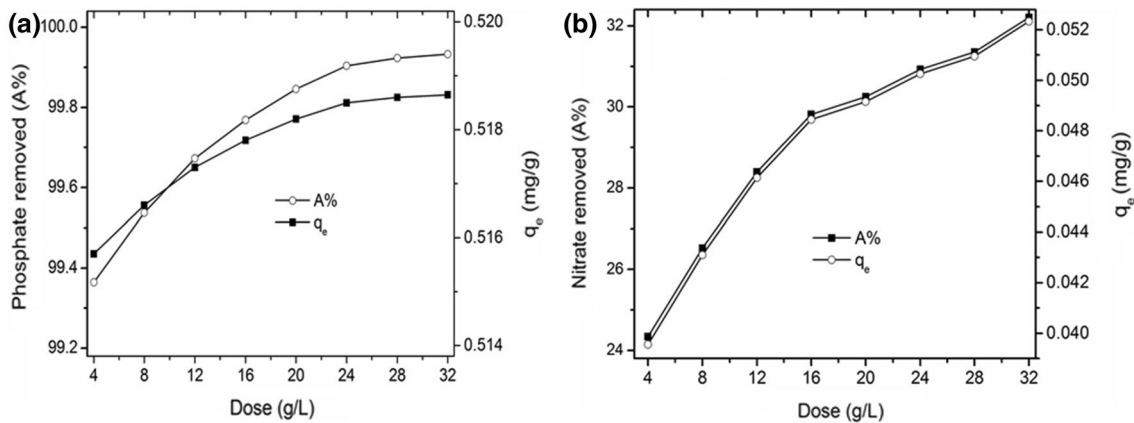 (a)
Phosphate removed (A%)
100.0
99.8
99.6
99.4
99.2
4 8 12 16 20 24 28 32
Dose (g/L)
A%
qe
0.520
0.518
0.516
0.514
qe (mg/g)
(b)
Nitrate removed (A%)
32
30
28
26
24
4 8 12 16 20 24 28 32
Dose (g/L)
A%
qe
0.052
0.050
0.048
0.046
0.044
0.042
0.040
qe (mg/g)